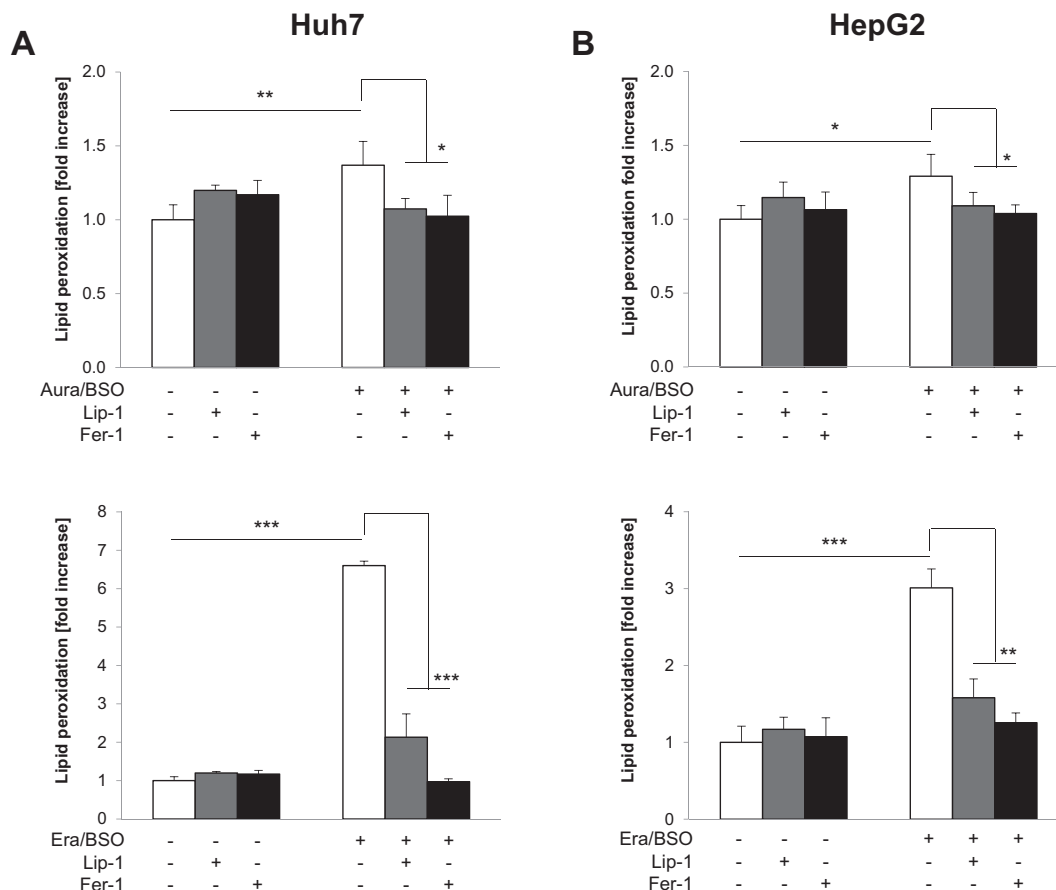 A
Huh7
Lipid peroxidation [fold increase]
2.0
1.5
1.0
0.5
0.0
**
*
Aura/BSO - - - + + +
Lip-1 - + - - + -
Fer-1 - - + - - +
B
HepG2
Lipid peroxidation fold increase]
2.0
1.5
1.0
0.5
0.0
*
*
Aura/BSO - - - + + +
Lip-1 - + - - + -
Fer-1 - - + - - +
Lipid peroxidation [fold increase]
8
7
6
5
4
3
2
1
0
***
***
Era/BSO - - - + + +
Lip-1 - + - - + -
Fer-1 - - + - - +
Lipid peroxidation [fold increase]
4
3
2
1
0
***
**
Era/BSO - - - + + +
Lip-1 - + - - + -
Fer-1 - - + - - +